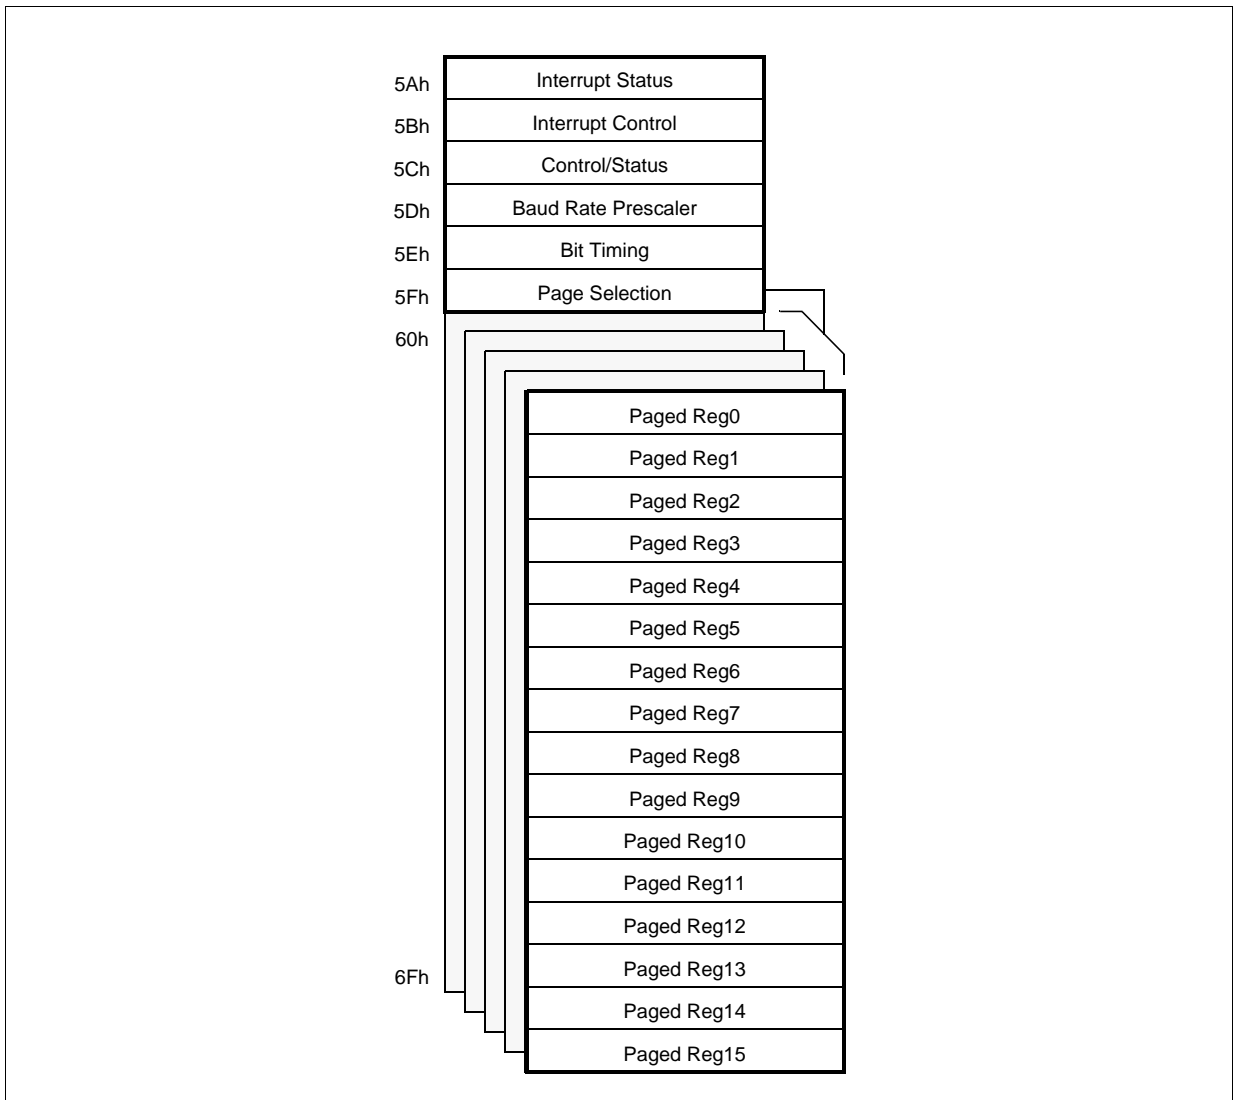 5Ah Interrupt Status
5Bh Interrupt Control
5Ch Control/Status
5Dh Baud Rate Prescaler
5Eh Bit Timing
5Fh Page Selection
60h
Paged Reg0
Paged Reg1
Paged Reg2
Paged Reg3
Paged Reg4
Paged Reg5
Paged Reg6
Paged Reg7
Paged Reg8
Paged Reg9
Paged Reg10
Paged Reg11
Paged Reg12
6Fh Paged Reg13
Paged Reg14
Paged Reg15